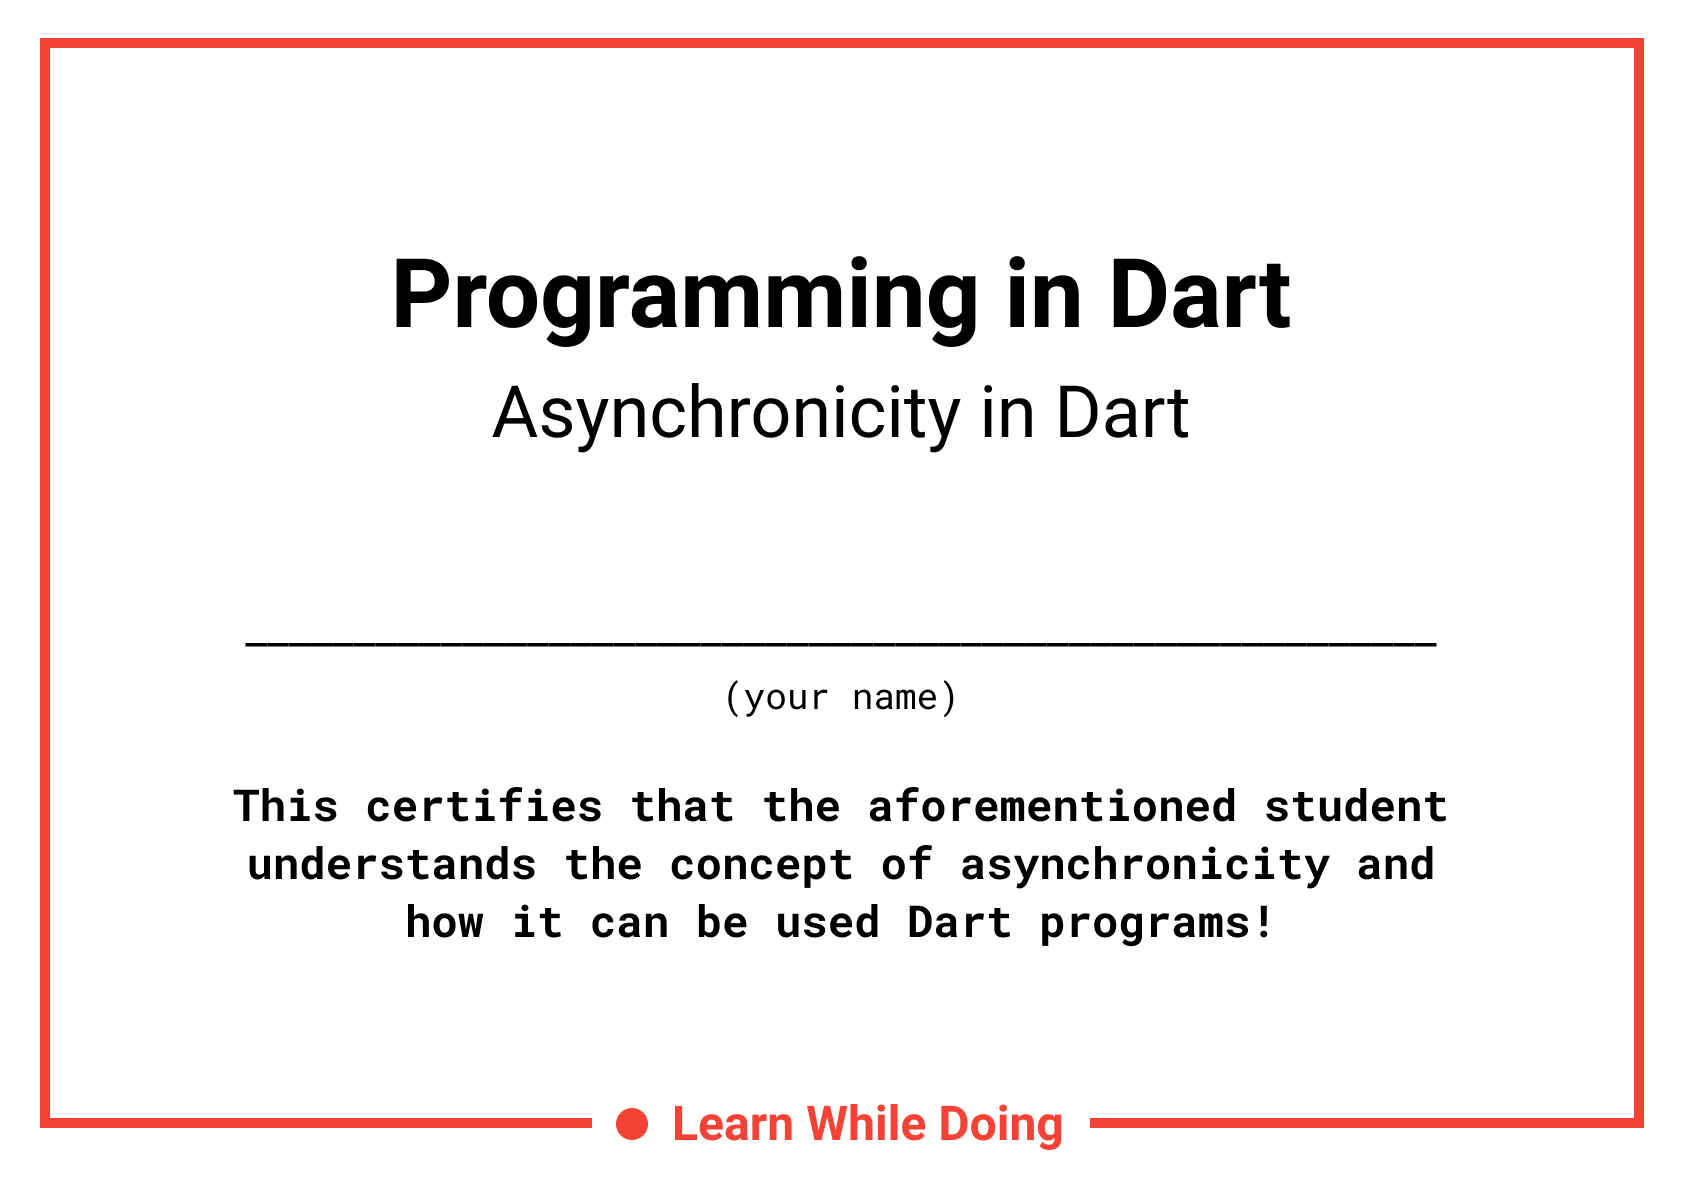 Programming in Dart
Asynchronicity in Dart
_______________________________________________________
(your name)
This certifies that the aforementioned student
understands the concept of asynchronicity and
how it can be used Dart programs!
Learn While Doing